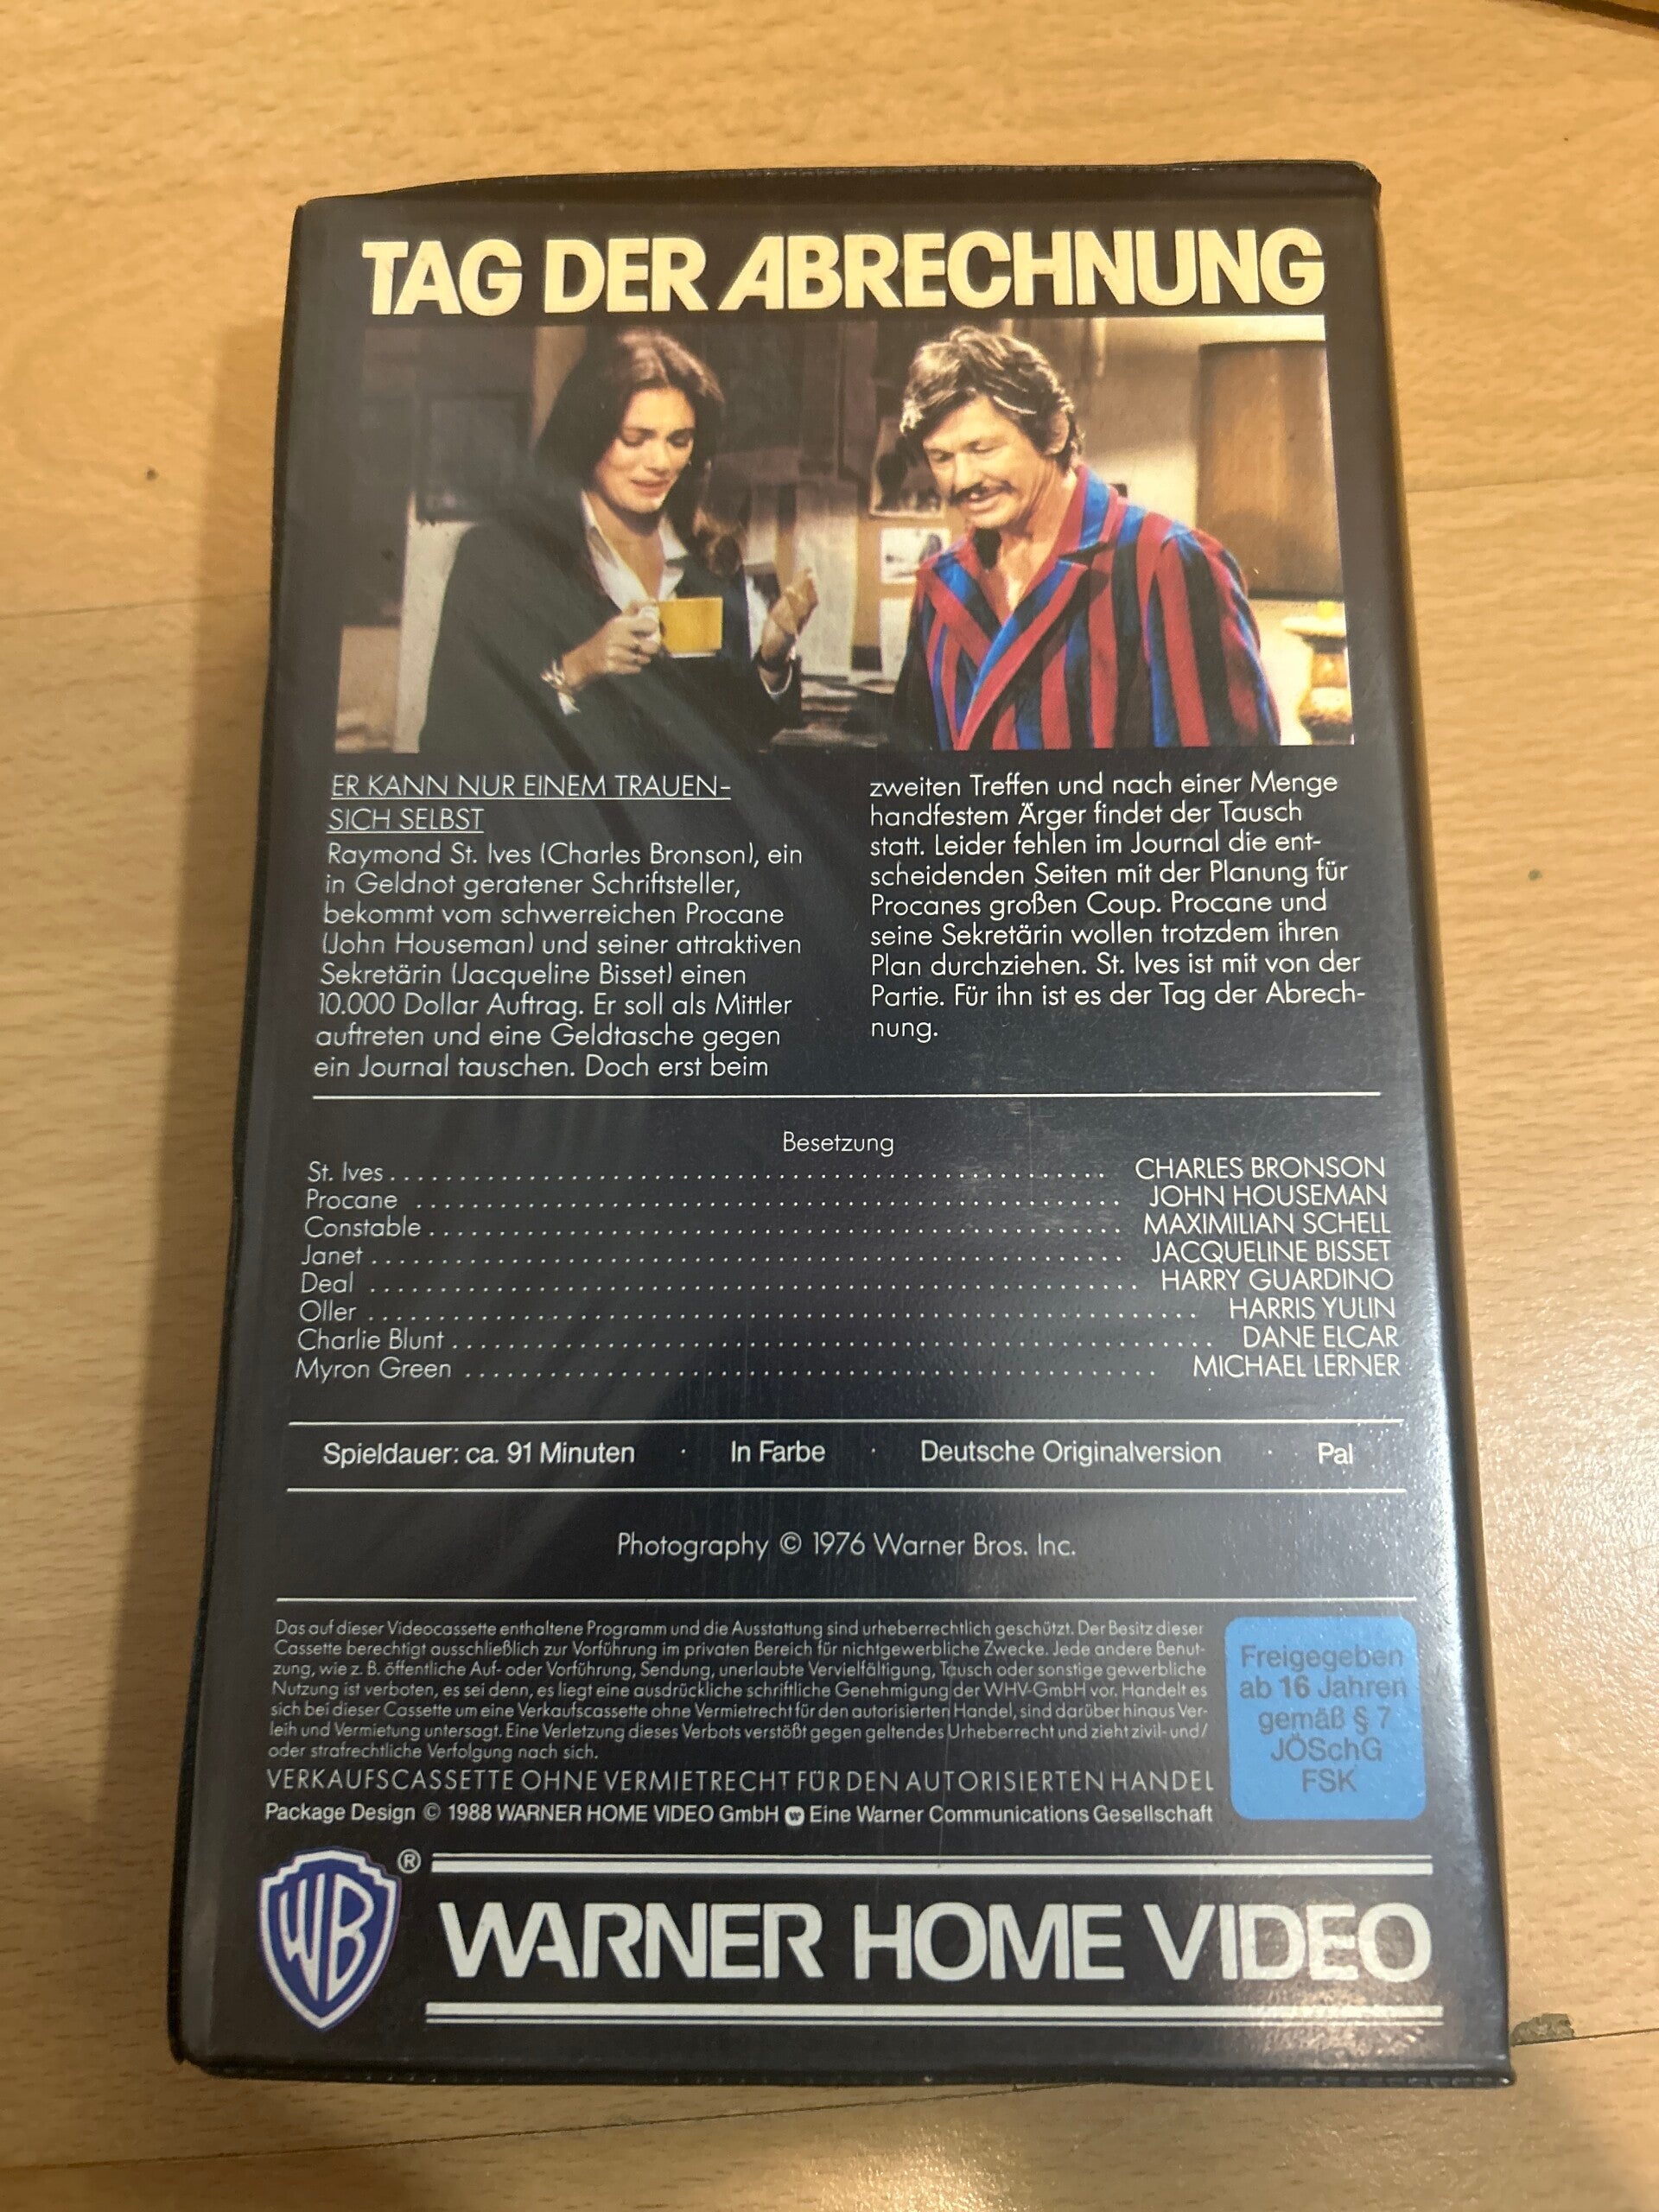 TAG DER ABRECHNUNG
ER KANN NUR EINEM TRAUEN-
SICH SELBST
Raymond St. Ives (Charles Bronson), ein
in Geldnot geratener Schriftsteller,
bekommt vom schwerreichen Procane
(John Houseman) und seiner attraktiven
Sekretärin (Jacqueline Bisset) einen
10.000 Dollar Auftrag. Er soll als Mittler
auftreten und eine Geldtasche gegen
ein Journal tauschen. Doch erst beim
zweiten Treffen und nach einer Menge
handfestem Ärger findet der Tausch
statt. Leider fehlen im Journal die ent-
scheidenden Seiten mit der Planung für
Procanes großen Coup. Procane und
seine Sekretärin wollen trotzdem ihren
Plan durchziehen. St. Ives ist mit von der
Partie. Für ihn ist es der Tag der Abrech-
nung.
Besetzung
St. Ives . . . . . . . . . . CHARLES BRONSON
Procane . . . . . . . . . . JOHN HOUSEMAN
Constable . . . . . . . . . . MAXIMILIAN SCHELL
Janet . . . . . . . . . . JACQUELINE BISSET
Deal . . . . . . . . . . HARRY GUARDINO
Oller . . . . . . . . . . HARRIS YULIN
Charlie Blunt . . . . . . . . . . DANE ELCAR
Myron Green . . . . . . . . . . MICHAEL LERNER
Spieldauer: ca. 91 Minuten · In Farbe · Deutsche Originalversion · Pal
Photography © 1976 Warner Bros. Inc.
Das auf dieser Videocassette enthaltene Programm und die Ausstattung sind urheberrechtlich geschützt. Der Besitz dieser
Cassette berechtigt ausschließlich zur Vorführung im privaten Bereich für nichtgewerbliche Zwecke. Jede andere Benut-
zung, wie z. B. öffentliche Auf- oder Vorführung, Sendung, unerlaubte Vervielfältigung, Tausch oder sonstige gewerbliche
Nutzung ist verboten, es sei denn, es liegt eine ausdrückliche schriftliche Genehmigung der WHV-GmbH vor. Handelt es
sich bei dieser Cassette um eine Verkaufscassette ohne Vermietrecht für den autorisierten Handel, sind darüber hinaus Ver-
leih und Vermietung untersagt. Eine Verletzung dieses Verbots verstößt gegen geltendes Urheberrecht und zieht zivil- und/
oder strafrechtliche Verfolgung nach sich.
VERKAUFSCASSETTE OHNE VERMIETRECHT FÜR DEN AUTORISIERTEN HANDEL
Package Design © 1988 WARNER HOME VIDEO GmbH Eine Warner Communications Gesellschaft
Freigegeben
ab 16 Jahren
gemäß § 7
JÖSchG
FSK
WB ®
WARNER HOME VIDEO